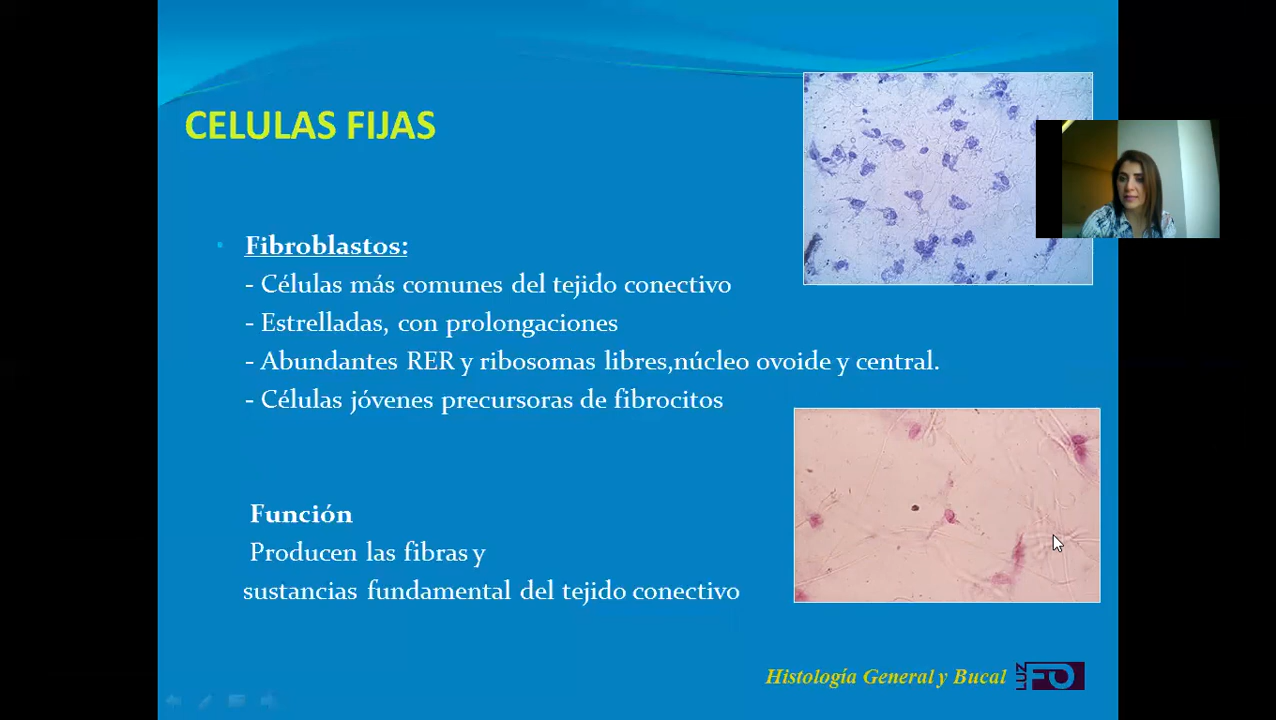 CELULAS FIJAS
Fibroblastos:
- Células más comunes del tejido conectivo
- Estrelladas, con prolongaciones
- Abundantes RER y ribosomas libres,núcleo ovoide y central.
- Células jóvenes precursoras de fibrocitos
Función
Producen las fibras y
sustancias fundamental del tejido conectivo
Histología General y Bucal
LUZ FO